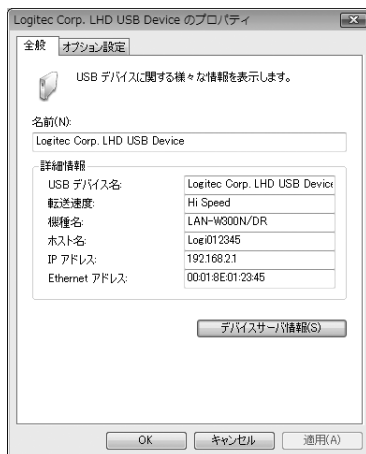 Logitec Corp. LHD USB Device のプロパティ
全般 オプション設定
USB デバイスに関する様々な情報を表示します。
名前(N):
Logitec Corp. LHD USB Device
詳細情報
USB デバイス名: Logitec Corp. LHD USB Device
転送速度: Hi Speed
機種名: LAN-W300N/DR
ホスト名: Logi012345
IP アドレス: 192.168.2.1
Ethernet アドレス: 00:01:8E:01:23:45
デバイスサーバ情報(S)
OK キャンセル 適用(A)